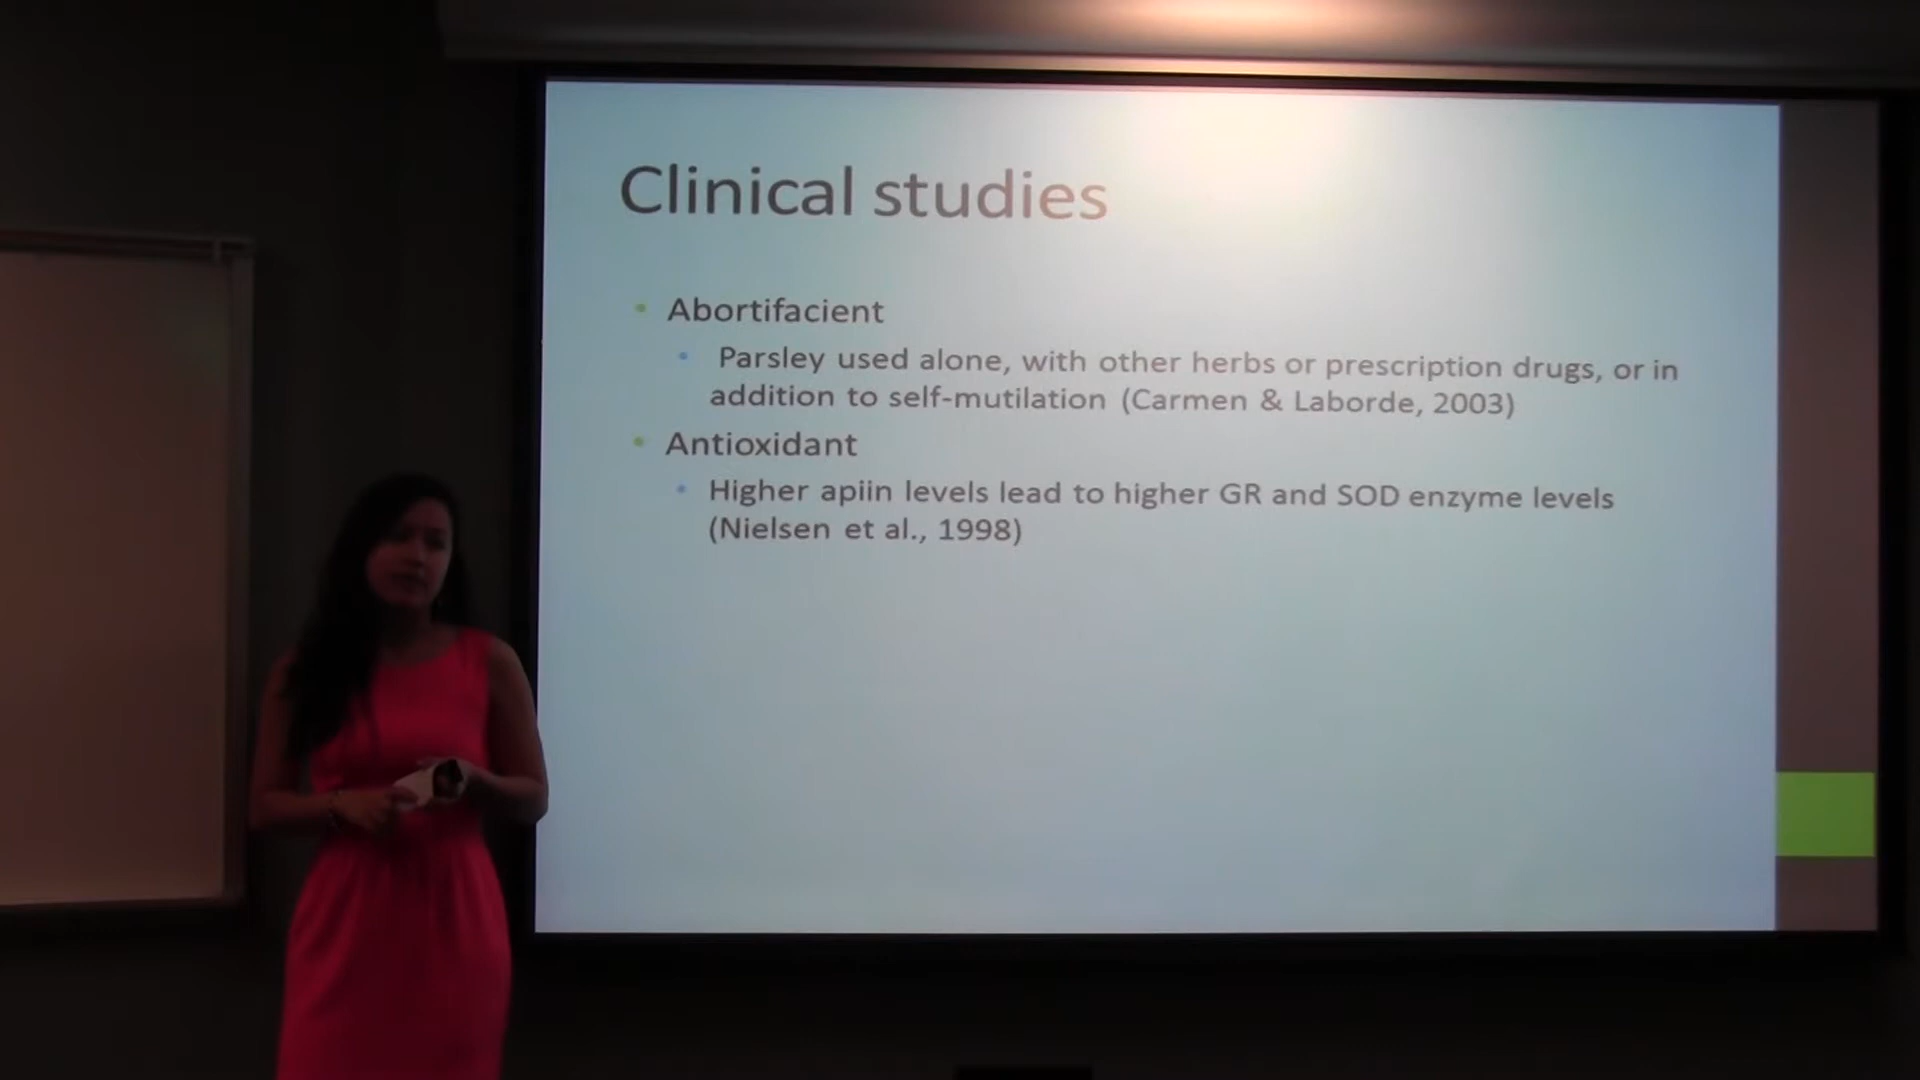 Clinical studies
• Abortifacient
• Parsley used alone, with other herbs or prescription drugs, or in
addition to self-mutilation (Carmen & Laborde, 2003)
• Antioxidant
• Higher apiin levels lead to higher GR and SOD enzyme levels
(Nielsen et al., 1998)